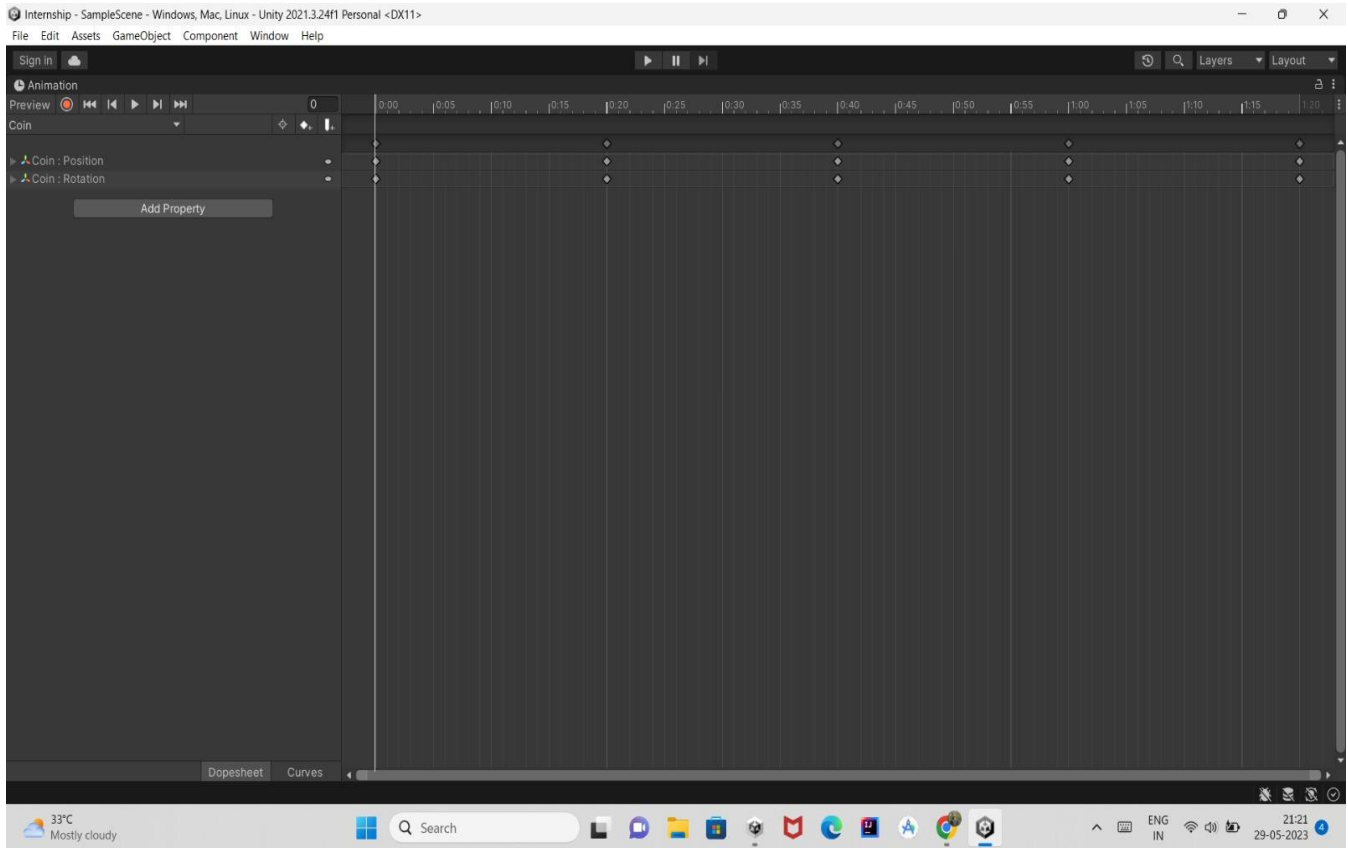 Internship - SampleScene - Windows, Mac, Linux - Unity 2021.3.24f1 Personal <DX11>
File Edit Assets GameObject Component Window Help
Sign in Layers Layout
Animation
Preview 0 0:00 0:05 0:10 0:15 0:20 0:25 0:30 0:35 0:40 0:45 0:50 0:55 1:00 1:05 1:10 1:15 1:20
Coin
Coin : Position
Coin : Rotation
Add Property
Dopesheet Curves
33°C
Mostly cloudy
Search
ENG
IN
21:21
29-05-2023
4